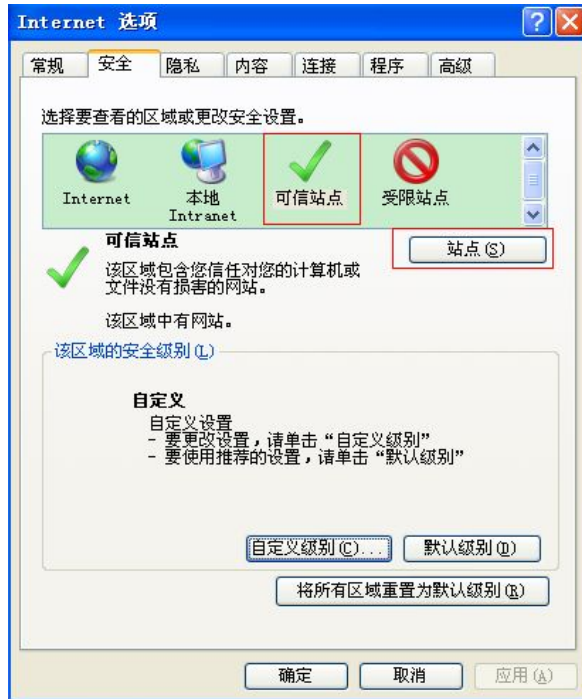 Internet 选项
常规 安全 隐私 内容 连接 程序 高级
选择要查看的区域或更改安全设置。
Internet 本地 Intranet 可信站点 受限站点
可信站点
站点(S)
该区域包含您信任对您的计算机或
文件没有损害的网站。
该区域中有网站。
该区域的安全级别(L)
自定义
自定义设置
- 要更改设置，请单击“自定义级别”
- 要使用推荐的设置，请单击“默认级别”
自定义级别(C)... 默认级别(D)
将所有区域重置为默认级别(R)
确定 取消 应用(A)